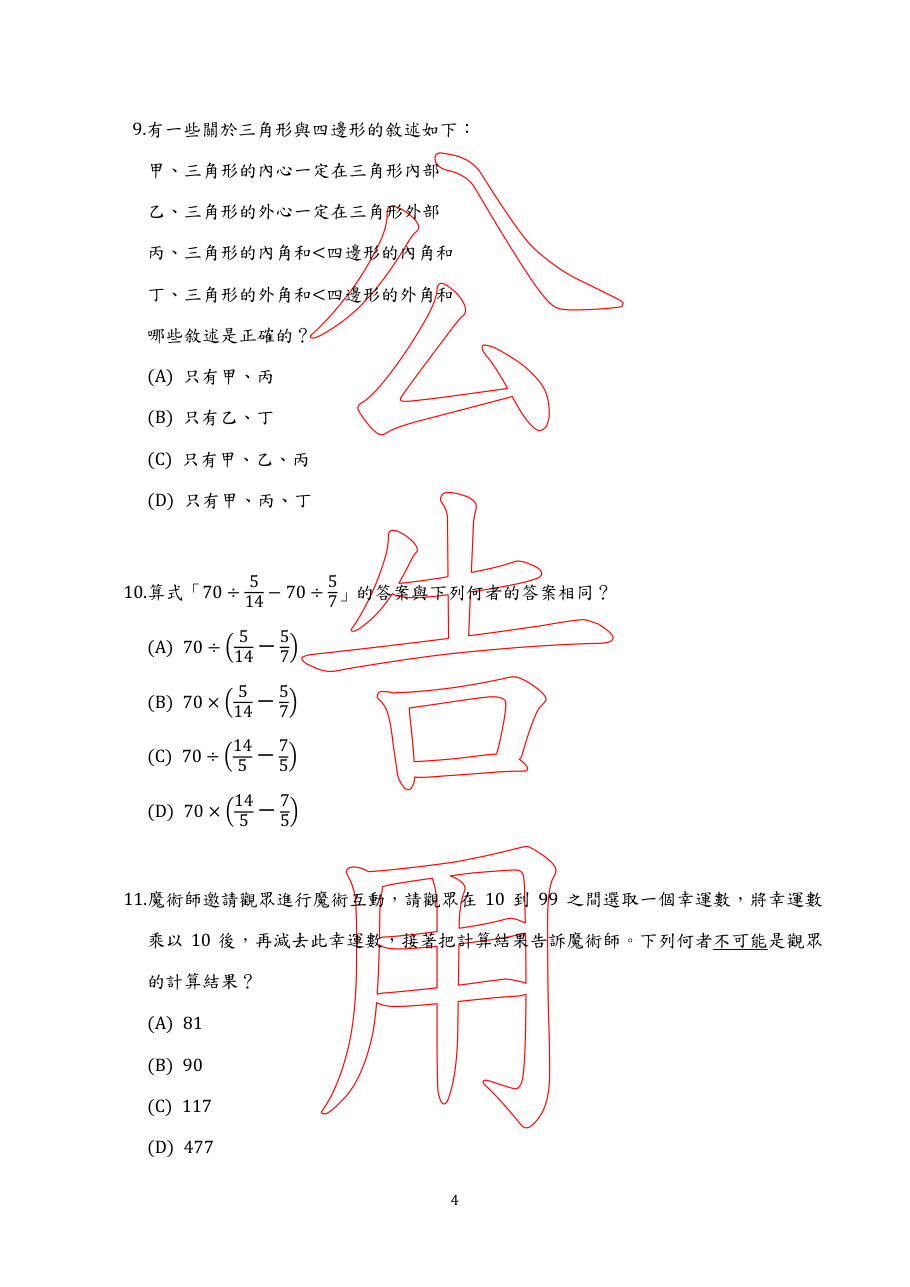 9.有一些關於三角形與四邊形的敘述如下：
甲、三角形的內心一定在三角形內部
乙、三角形的外心一定在三角形外部
丙、三角形的內角和<四邊形的內角和
丁、三角形的外角和<四邊形的外角和
哪些敘述是正確的？
(A) 只有甲、丙
(B) 只有乙、丁
(C) 只有甲、乙、丙
(D) 只有甲、丙、丁
10.算式「70 ÷ 5/14 − 70 ÷ 5/7」的答案與下列何者的答案相同？
(A) 70 ÷ (5/14 − 5/7)
(B) 70 × (5/14 − 5/7)
(C) 70 ÷ (14/5 − 7/5)
(D) 70 × (14/5 − 7/5)
11.魔術師邀請觀眾進行魔術互動，請觀眾在 10 到 99 之間選取一個幸運數，將幸運數
乘以 10 後，再減去此幸運數，接著把計算結果告訴魔術師。下列何者不可能是觀眾
的計算結果？
(A) 81
(B) 90
(C) 117
(D) 477
4
公
告
用